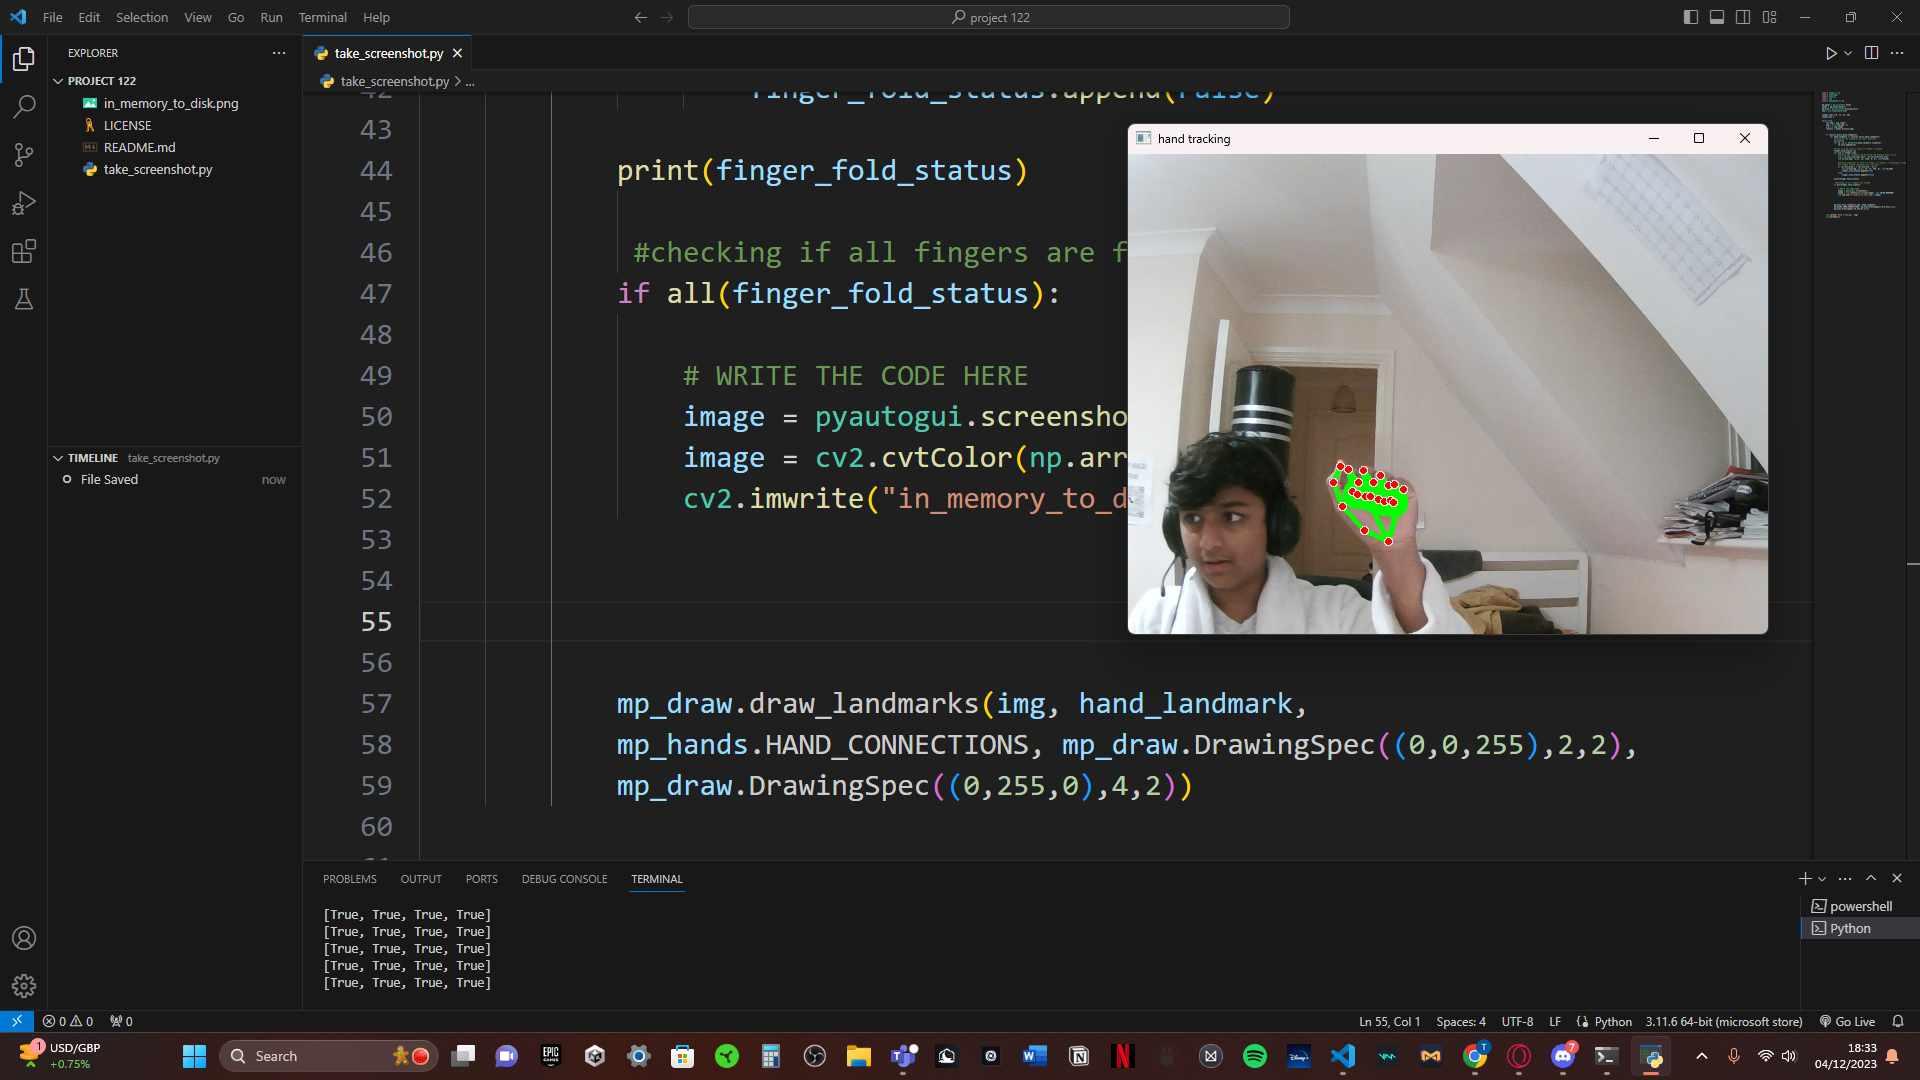 File Edit Selection View Go Run Terminal Help
project 122
EXPLORER
PROJECT 122
in_memory_to_disk.png
LICENSE
README.md
take_screenshot.py
TIMELINE take_screenshot.py
File Saved now
take_screenshot.py
take_screenshot.py > ...
42 finger_fold_status.append(False)
43
44 print(finger_fold_status)
45
46 #checking if all fingers are f
47 if all(finger_fold_status):
48
49 # WRITE THE CODE HERE
50 image = pyautogui.screensho
51 image = cv2.cvtColor(np.arr
52 cv2.imwrite("in_memory_to_d
53
54
55
56
57 mp_draw.draw_landmarks(img, hand_landmark,
58 mp_hands.HAND_CONNECTIONS, mp_draw.DrawingSpec((0,0,255),2,2),
59 mp_draw.DrawingSpec((0,255,0),4,2))
60
hand tracking
PROBLEMS OUTPUT PORTS DEBUG CONSOLE TERMINAL
[True, True, True, True]
[True, True, True, True]
[True, True, True, True]
[True, True, True, True]
[True, True, True, True]
powershell
Python
0 0 0
Ln 55, Col 1 Spaces: 4 UTF-8 LF Python 3.11.6 64-bit (microsoft store) Go Live
1
USD/GBP
+0.75%
Search
EPIC GAMES
W
N
Disney+
T
7
18:33
04/12/2023